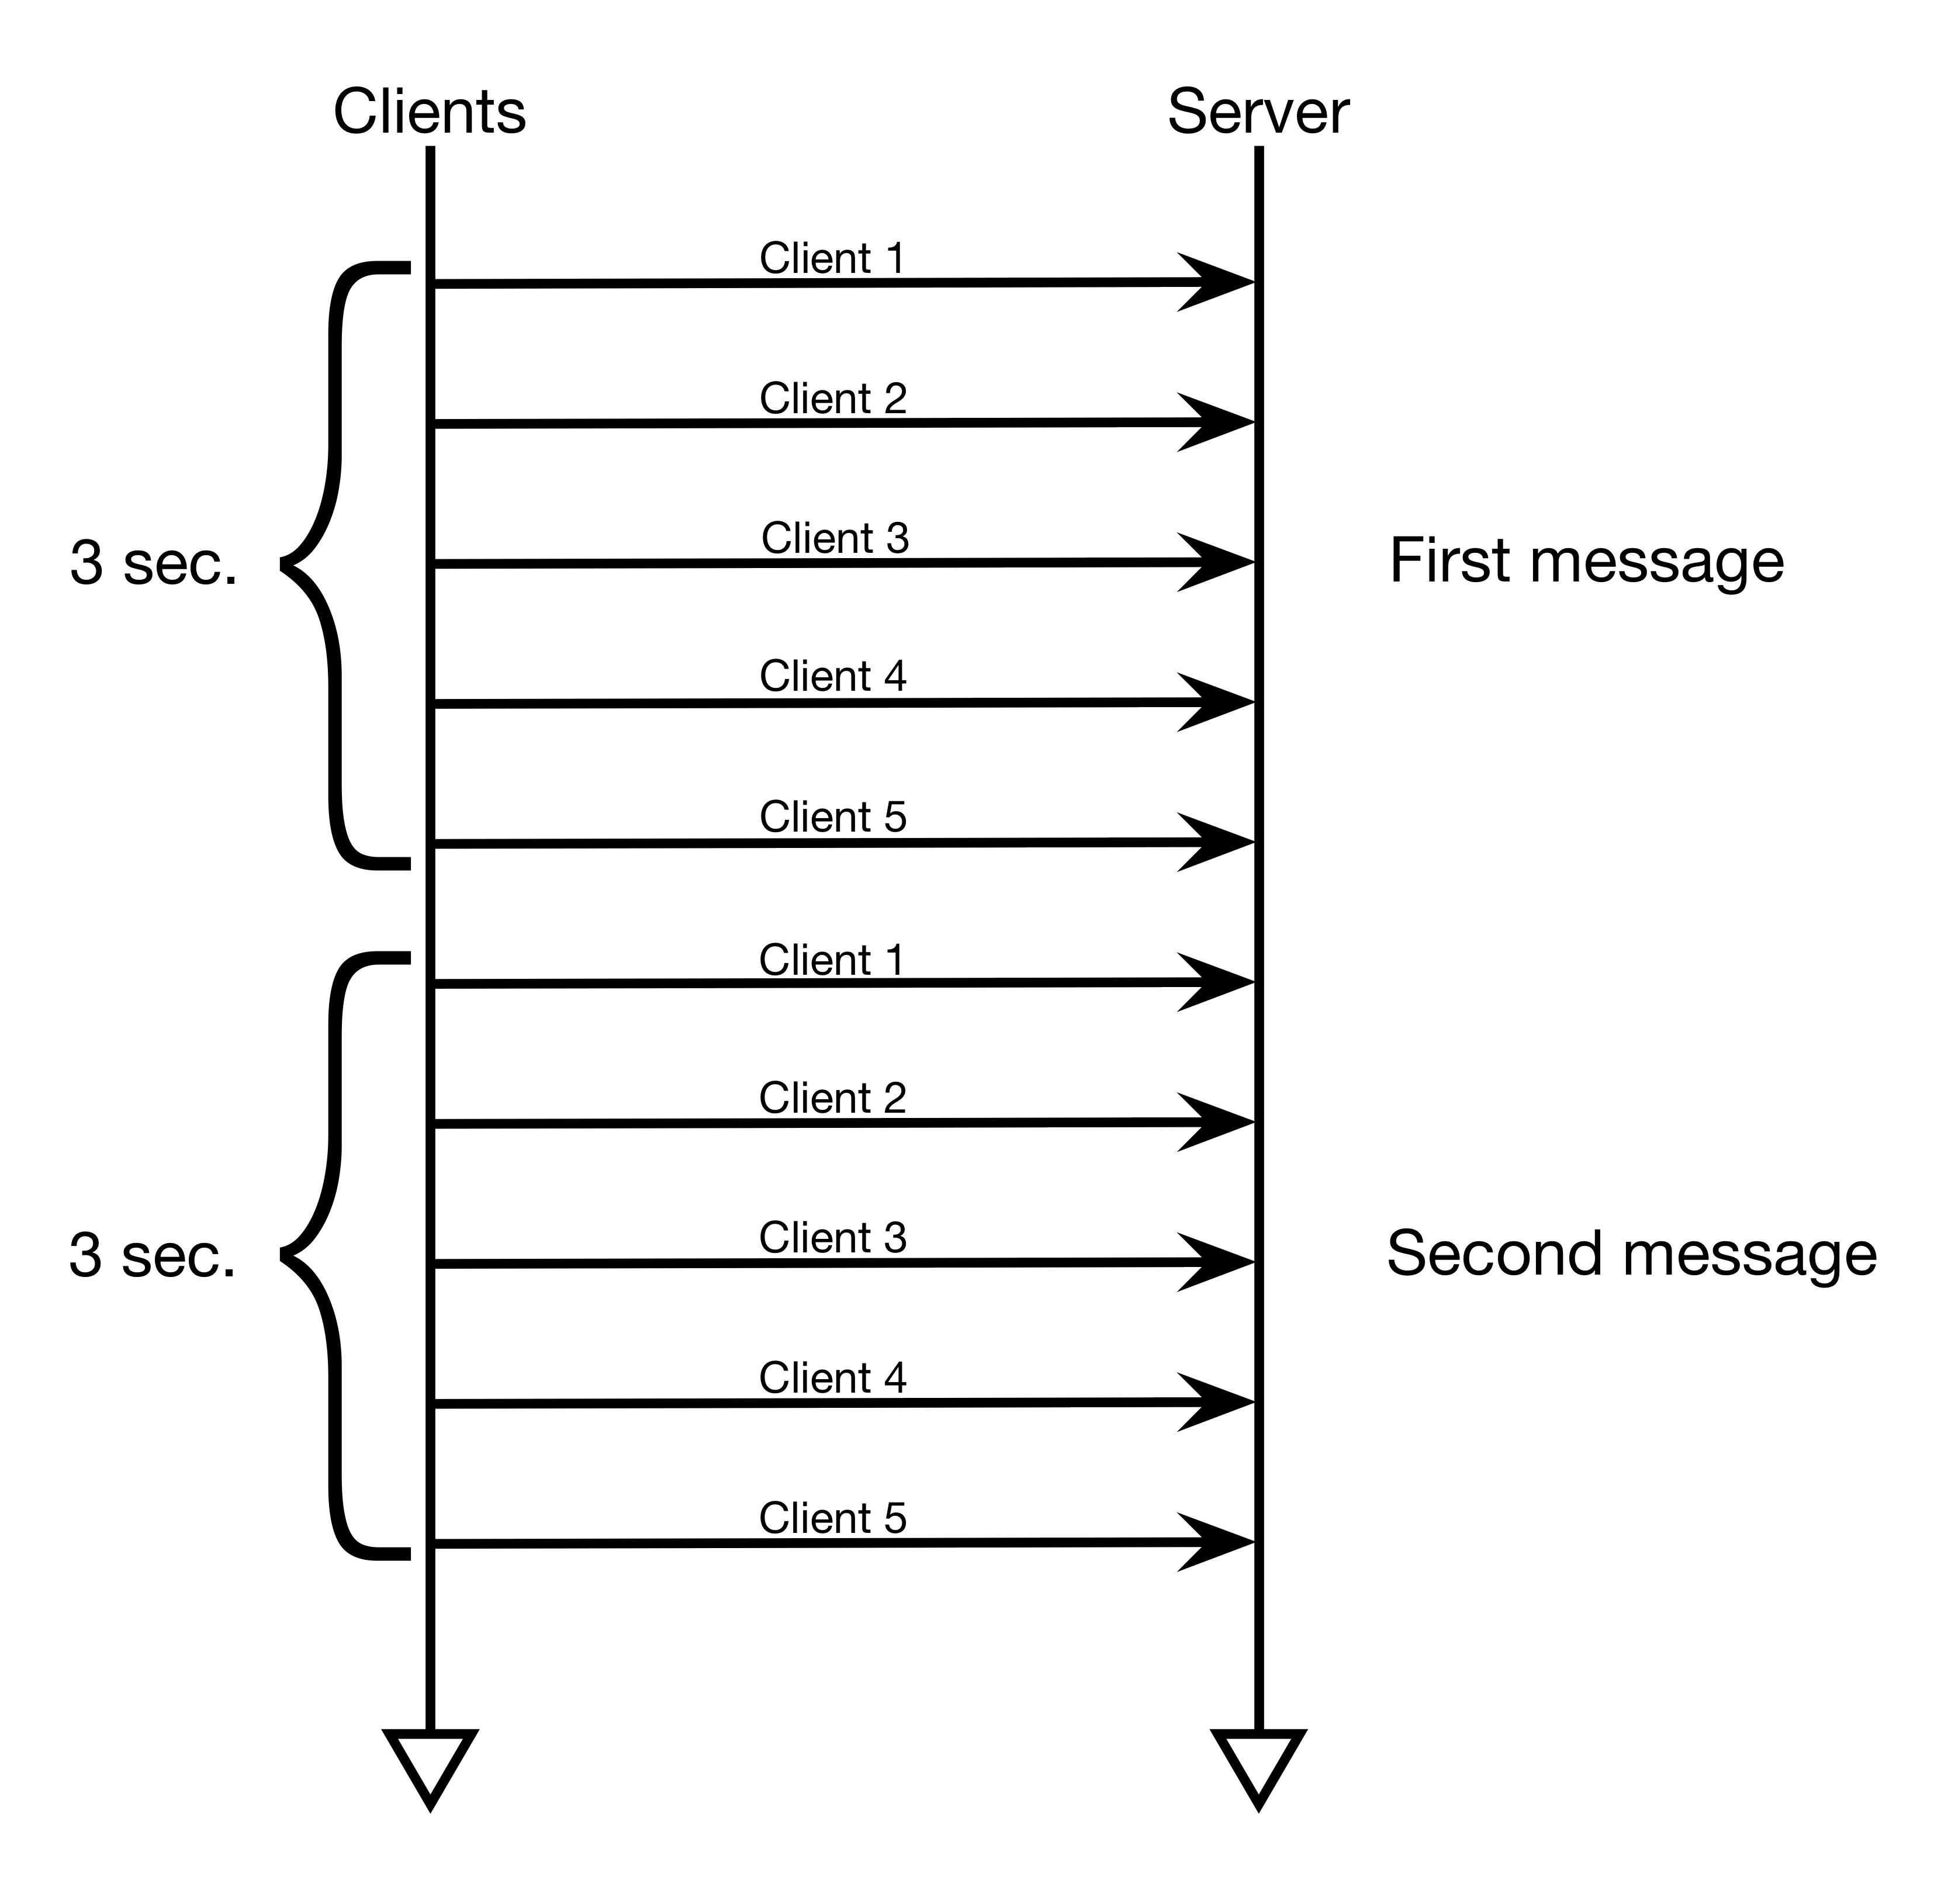 Clients
Server
Client 1
Client 2
Client 3
3 sec.
First message
Client 4
Client 5
Client 1
Client 2
Client 3
3 sec.
Second message
Client 4
Client 5